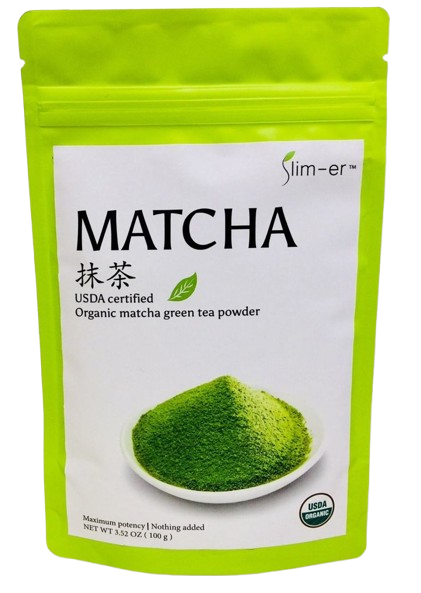 Slim-er™
MATCHA
抹茶
USDA certified
Organic matcha green tea powder
USDA
ORGANIC
Maximum potency | Nothing added
NET WT 3.52 OZ ( 100 g )